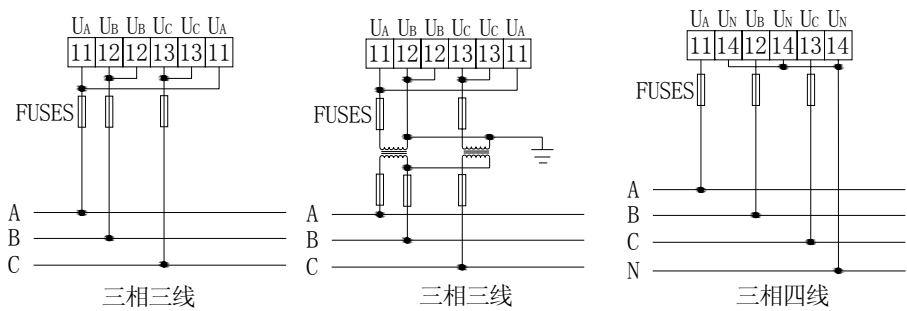 UA UB UB UC UC UA
11 12 12 13 13 11
FUSES
A
B
C
三相三线
UA UB UB UC UC UA
11 12 12 13 13 11
FUSES
A
B
C
三相三线
UA UN UB UN UC UN
11 14 12 14 13 14
FUSES
A
B
C
N
三相四线